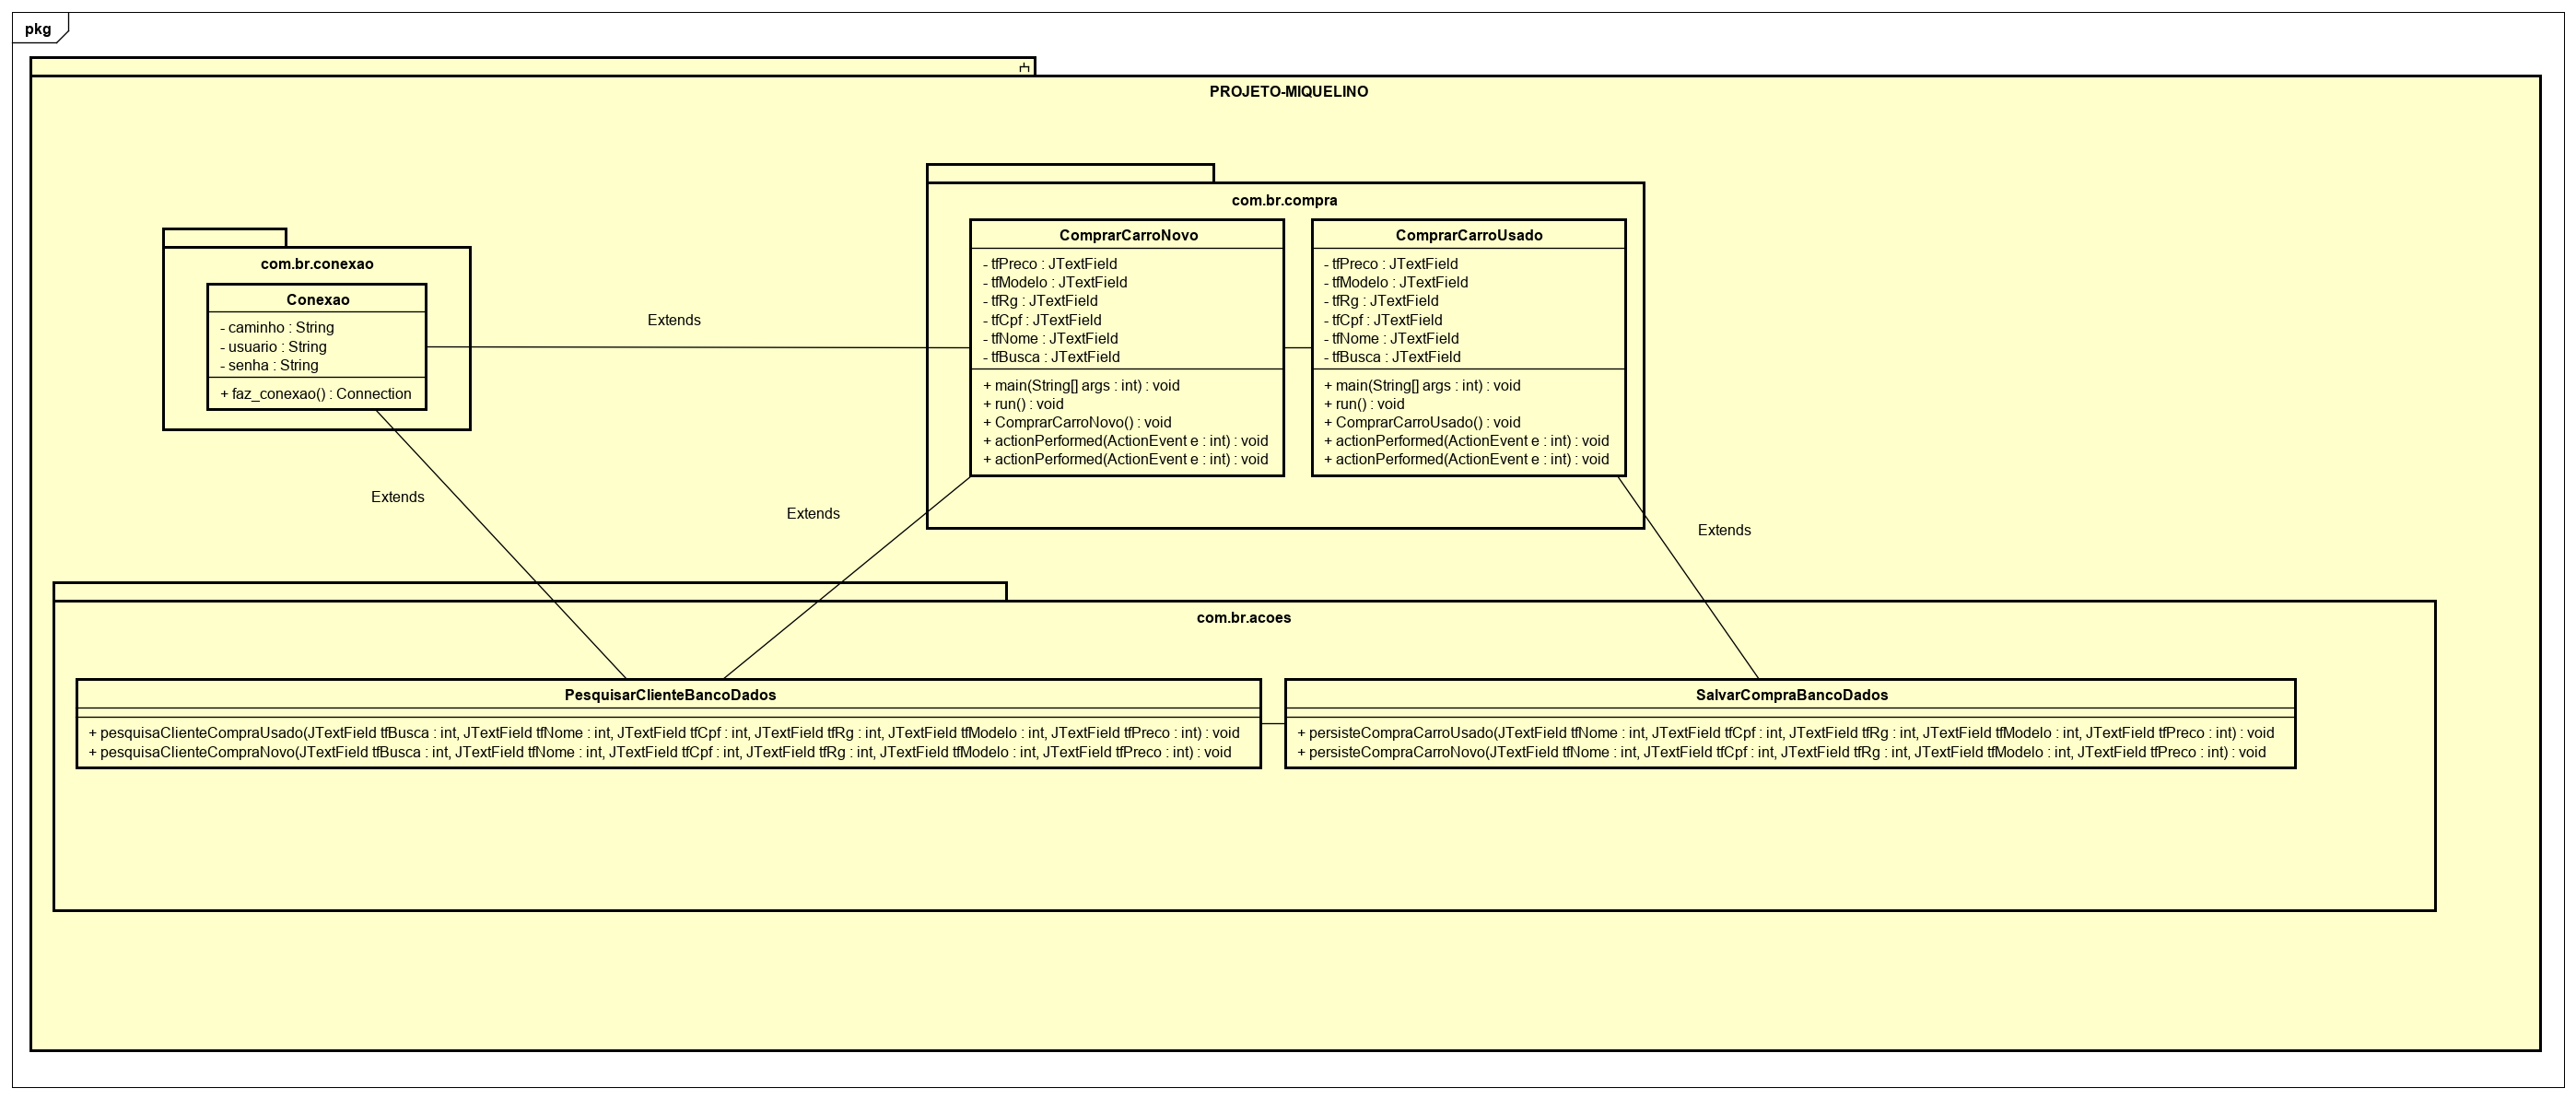 pkg
PROJETO-MIQUELINO
com.br.compra
ComprarCarroNovo
- tfPreco : JTextField
- tfModelo : JTextField
- tfRg : JTextField
- tfCpf : JTextField
- tfNome : JTextField
- tfBusca : JTextField
+ main(String[] args : int) : void
+ run() : void
+ ComprarCarroNovo() : void
+ actionPerformed(ActionEvent e : int) : void
+ actionPerformed(ActionEvent e : int) : void
ComprarCarroUsado
- tfPreco : JTextField
- tfModelo : JTextField
- tfRg : JTextField
- tfCpf : JTextField
- tfNome : JTextField
- tfBusca : JTextField
+ main(String[] args : int) : void
+ run() : void
+ ComprarCarroUsado() : void
+ actionPerformed(ActionEvent e : int) : void
+ actionPerformed(ActionEvent e : int) : void
com.br.conexao
Conexao
- caminho : String
- usuario : String
- senha : String
+ faz_conexao() : Connection
Extends
Extends
Extends
Extends
com.br.acoes
PesquisarClienteBancoDados
+ pesquisaClienteCompraUsado(JTextField tfBusca : int, JTextField tfNome : int, JTextField tfCpf : int, JTextField tfRg : int, JTextField tfModelo : int, JTextField tfPreco : int) : void
+ pesquisaClienteCompraNovo(JTextField tfBusca : int, JTextField tfNome : int, JTextField tfCpf : int, JTextField tfRg : int, JTextField tfModelo : int, JTextField tfPreco : int) : void
SalvarCompraBancoDados
+ persisteCompraCarroUsado(JTextField tfNome : int, JTextField tfCpf : int, JTextField tfRg : int, JTextField tfModelo : int, JTextField tfPreco : int) : void
+ persisteCompraCarroNovo(JTextField tfNome : int, JTextField tfCpf : int, JTextField tfRg : int, JTextField tfModelo : int, JTextField tfPreco : int) : void